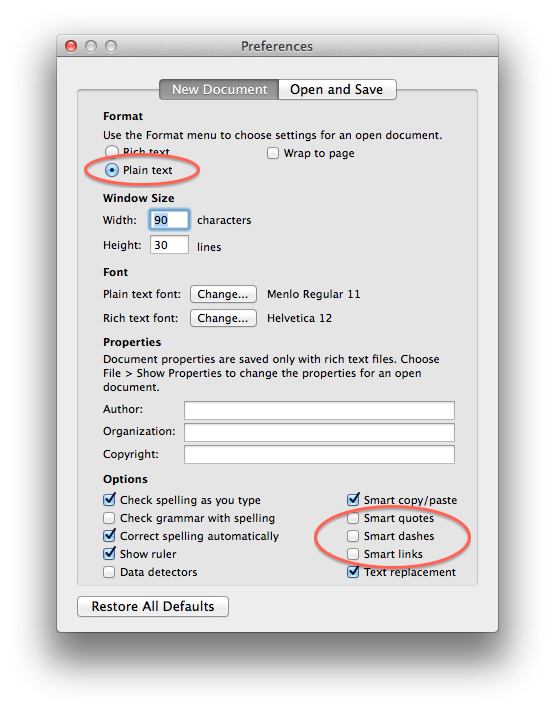 Preferences
New Document
Open and Save
Format
Use the Format menu to choose settings for an open document.
Rich text
Wrap to page
Plain text
Window Size
Width: 90 characters
Height: 30 lines
Font
Plain text font: Change... Menlo Regular 11
Rich text font: Change... Helvetica 12
Properties
Document properties are saved only with rich text files. Choose
File > Show Properties to change the properties for an open
document.
Author:
Organization:
Copyright:
Options
Check spelling as you type
Smart copy/paste
Check grammar with spelling
Smart quotes
Correct spelling automatically
Smart dashes
Show ruler
Smart links
Data detectors
Text replacement
Restore All Defaults